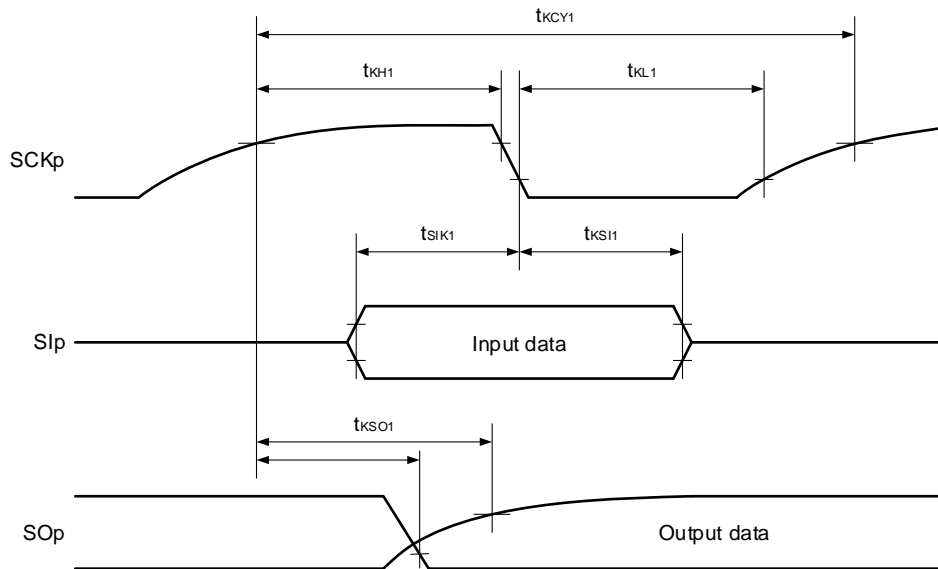 tKCY1
tKH1
tKL1
SCKp
tSIK1
tKSI1
SIp
Input data
tKSO1
SOp
Output data